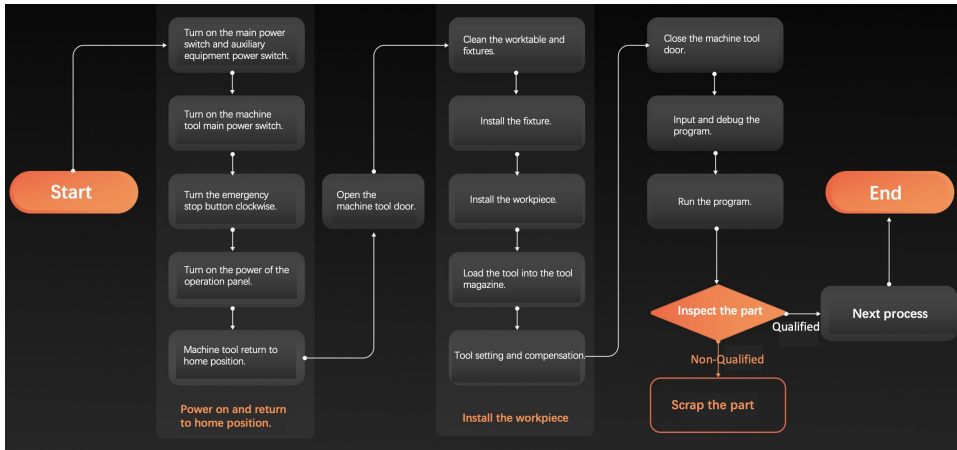 Start
Turn on the main power
switch and auxiliary
equipment power switch.
Turn on the machine
tool main power switch.
Turn the emergency
stop button clockwise.
Turn on the power of the
operation panel.
Machine tool return to
home position.
Power on and return
to home position.
Open the
machine tool door.
Clean the worktable and
fixtures.
Install the fixture.
Install the workpiece.
Load the tool into the tool
magazine.
Tool setting and compensation.
Install the workpiece
Close the machine tool
door.
Input and debug the
program.
Run the program.
Inspect the part
Qualified
Non-Qualified
Scrap the part
Next process
End